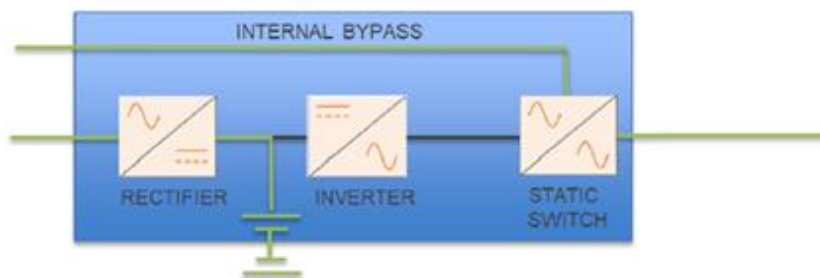 INTERNAL BYPASS
RECTIFIER
INVERTER
STATIC
SWITCH